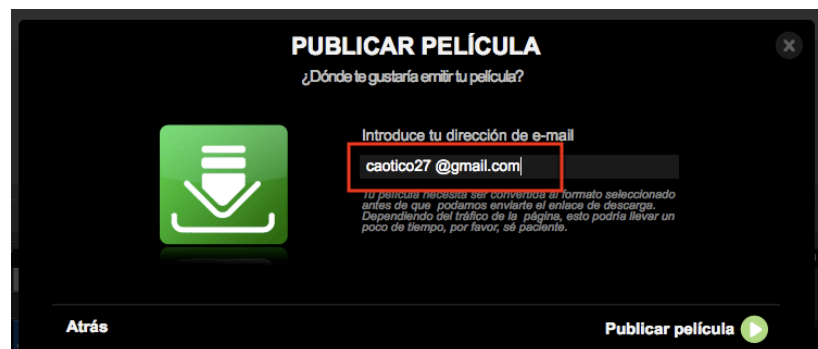 PUBLICAR PELÍCULA
¿Dónde te gustaría emitir tu película?
Introduce tu dirección de e-mail
caotico27 @gmail.com
Tu película necesita ser convertida al formato seleccionado
antes de que podamos enviarte el enlace de descarga.
Dependiendo del tráfico de la página, esto podría llevar un
poco de tiempo, por favor, sé paciente.
Atrás
Publicar película